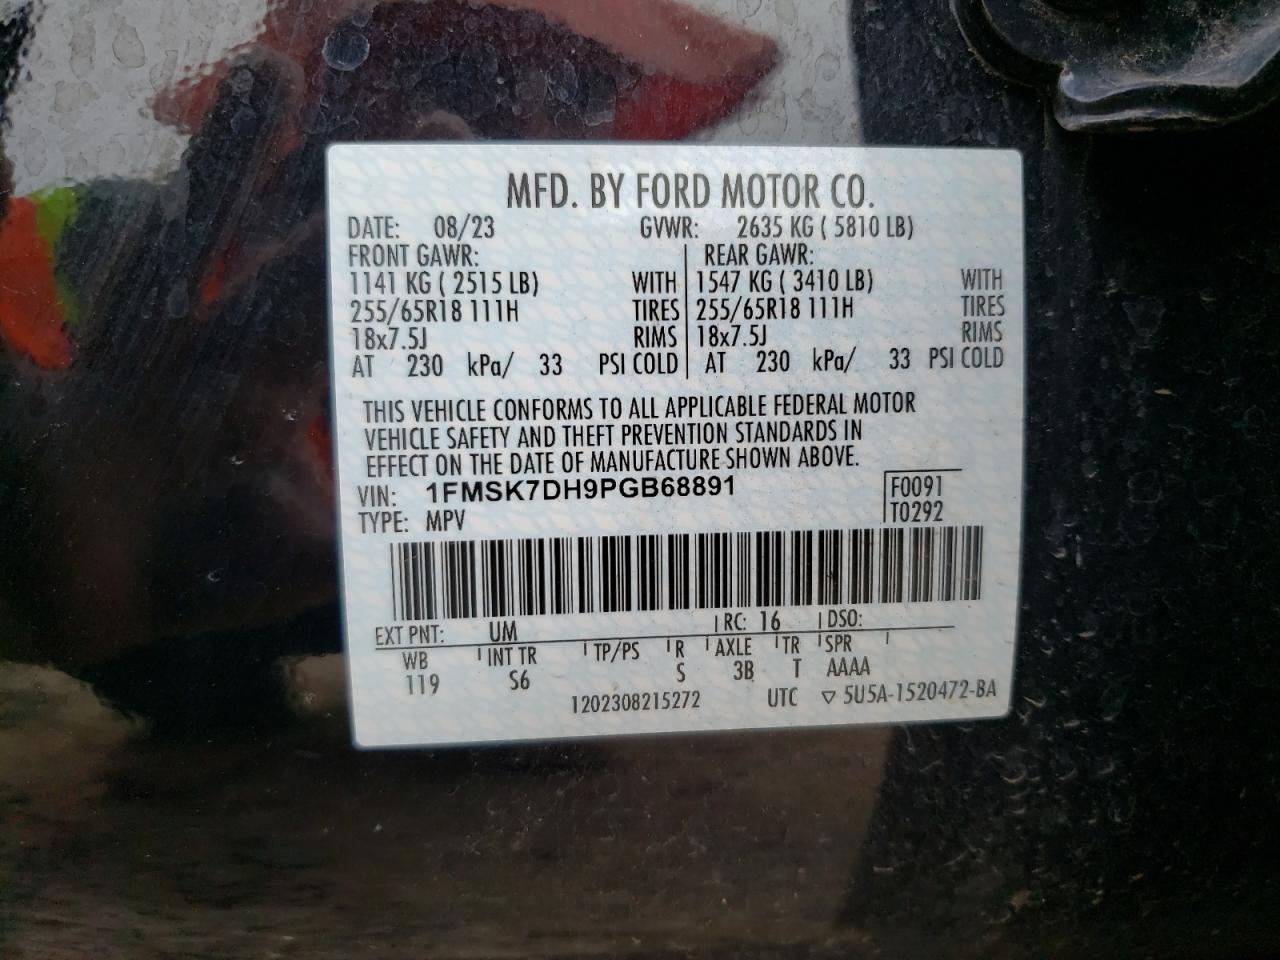 MFD. BY FORD MOTOR CO.
DATE: 08/23 GVWR: 2635 KG ( 5810 LB)
FRONT GAWR: REAR GAWR:
1141 KG ( 2515 LB) WITH 1547 KG ( 3410 LB) WITH
255/65R18 111H TIRES 255/65R18 111H TIRES
18x7.5J RIMS 18x7.5J RIMS
AT 230 kPa/ 33 PSI COLD AT 230 kPa/ 33 PSI COLD
THIS VEHICLE CONFORMS TO ALL APPLICABLE FEDERAL MOTOR
VEHICLE SAFETY AND THEFT PREVENTION STANDARDS IN
EFFECT ON THE DATE OF MANUFACTURE SHOWN ABOVE.
VIN: 1FMSK7DH9PGB68891 F0091
TYPE: MPV T0292
EXT PNT: UM RC: 16 DSO:
WB INT TR TP/PS R AXLE TR SPR
119 S6 S 3B T AAAA
1202308215272 UTC ▽ 5U5A-1520472-BA